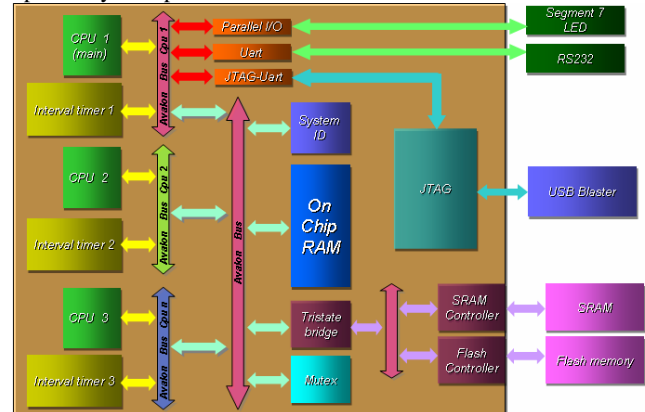 CPU 1
(main)
Avalon Bus Cpu 1
Parallel I/O
Uart
JTAG-Uart
Segment 7
LED
RS232
Interval timer 1
System
ID
CPU 2
Avalon Bus Cpu 2
Avalon Bus
On
Chip
RAM
JTAG
USB Blaster
Interval timer 2
CPU 3
Avalon Bus Cpu n
Tristate
bridge
SRAM
Controller
SRAM
Flash
Controller
Flash memory
Interval timer 3
Mutex